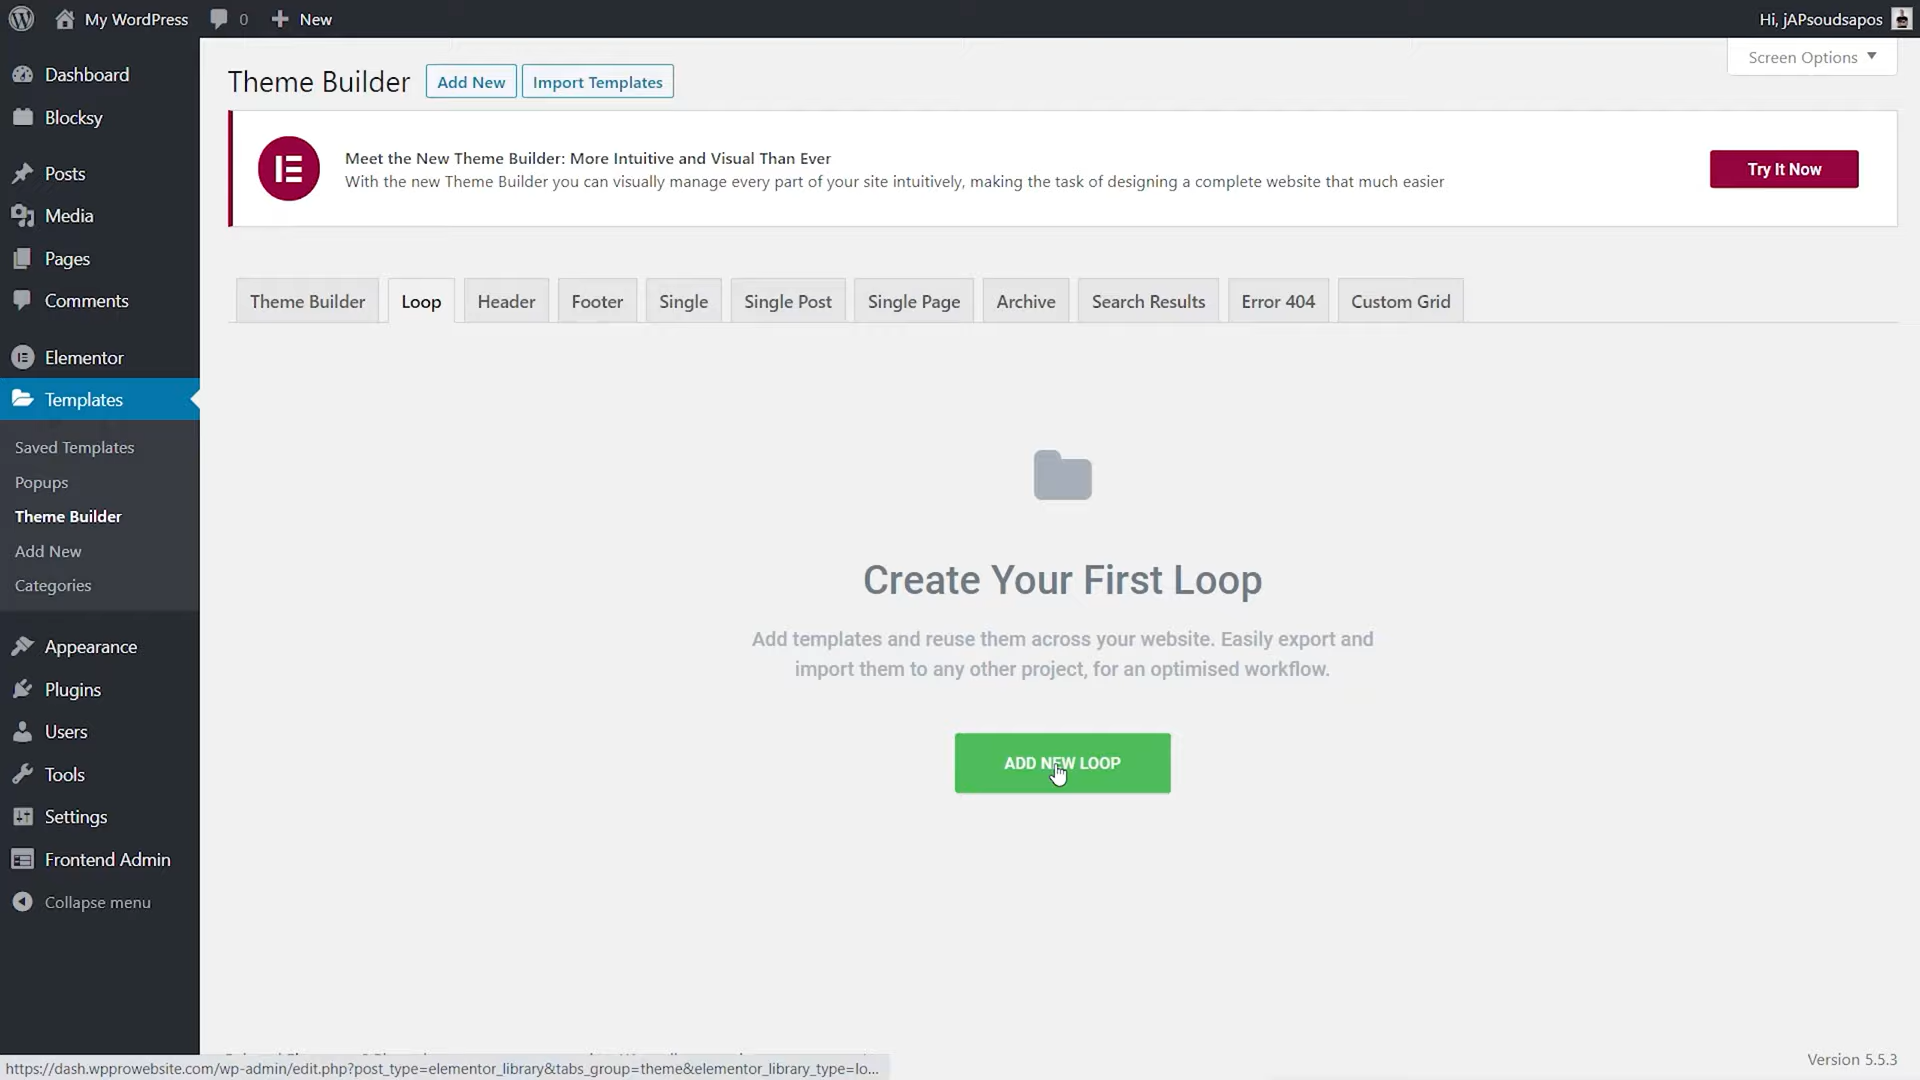 My WordPress
0
New
Hi, jAPsoudsapos
Screen Options
Dashboard
Blocksy
Posts
Media
Pages
Comments
Elementor
Templates
Saved Templates
Popups
Theme Builder
Add New
Categories
Appearance
Plugins
Users
Tools
Settings
Frontend Admin
Collapse menu
Theme Builder
Add New
Import Templates
Meet the New Theme Builder: More Intuitive and Visual Than Ever
With the new Theme Builder you can visually manage every part of your site intuitively, making the task of designing a complete website that much easier
Try It Now
Theme Builder
Loop
Header
Footer
Single
Single Post
Single Page
Archive
Search Results
Error 404
Custom Grid
Create Your First Loop
Add templates and reuse them across your website. Easily export and
import them to any other project, for an optimised workflow.
ADD NEW LOOP
Version 5.5.3
https://dash.wpprowebsite.com/wp-admin/edit.php?post_type=elementor_library&tabs_group=theme&elementor_library_type=lo...